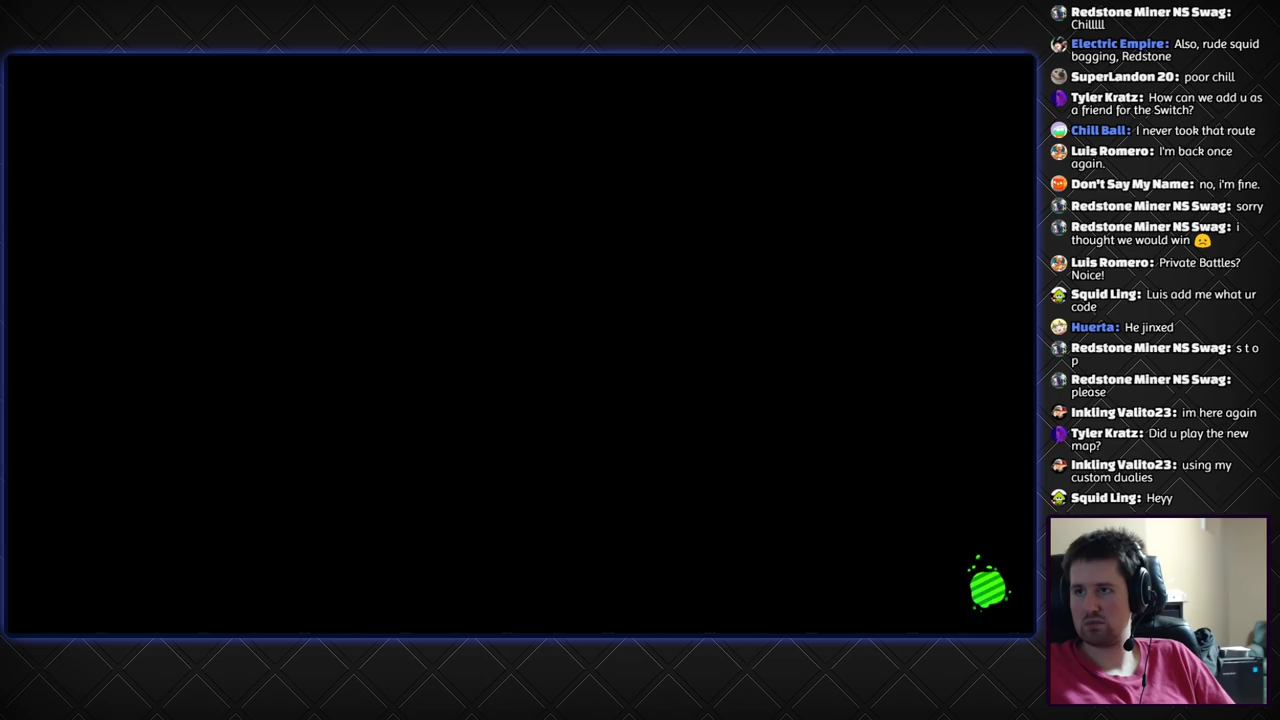 Redstone Miner NS Swag:
Chilllll
Electric Empire: Also, rude squid
bagging, Redstone
SuperLandon 20: poor chill
Tyler Kratz: How can we add u as
a friend for the Switch?
Chill Ball: I never took that route
Luis Romero: I'm back once
again.
Don't Say My Name: no, i'm fine.
Redstone Miner NS Swag: sorry
Redstone Miner NS Swag: i
thought we would win
Luis Romero: Private Battles?
Noice!
Squid Ling: Luis add me what ur
code
Huerta: He jinxed
Redstone Miner NS Swag: s t o
p
Redstone Miner NS Swag:
please
Inkling Valito23: im here again
Tyler Kratz: Did u play the new
map?
Inkling Valito23: using my
custom dualies
Squid Ling: Heyy